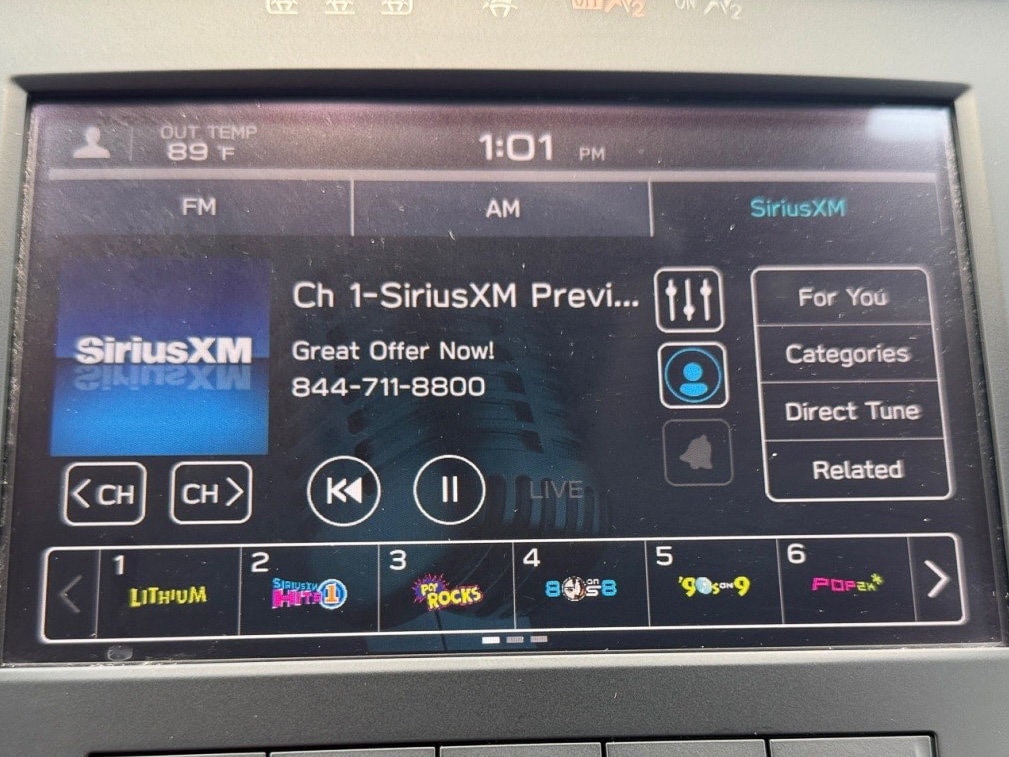 OUT TEMP
89 °F
1:01 PM
FM
AM
SiriusXM
SiriusXM
Ch 1-SiriusXM Previ...
Great Offer Now!
844-711-8800
For You
Categories
Direct Tune
Related
< CH
CH >
LIVE
1
LITHIUM
2
SIRIUSXM
HITS 1
3
POP
ROCKS
4
80s on 8
5
'90s on 9
6
POP2K